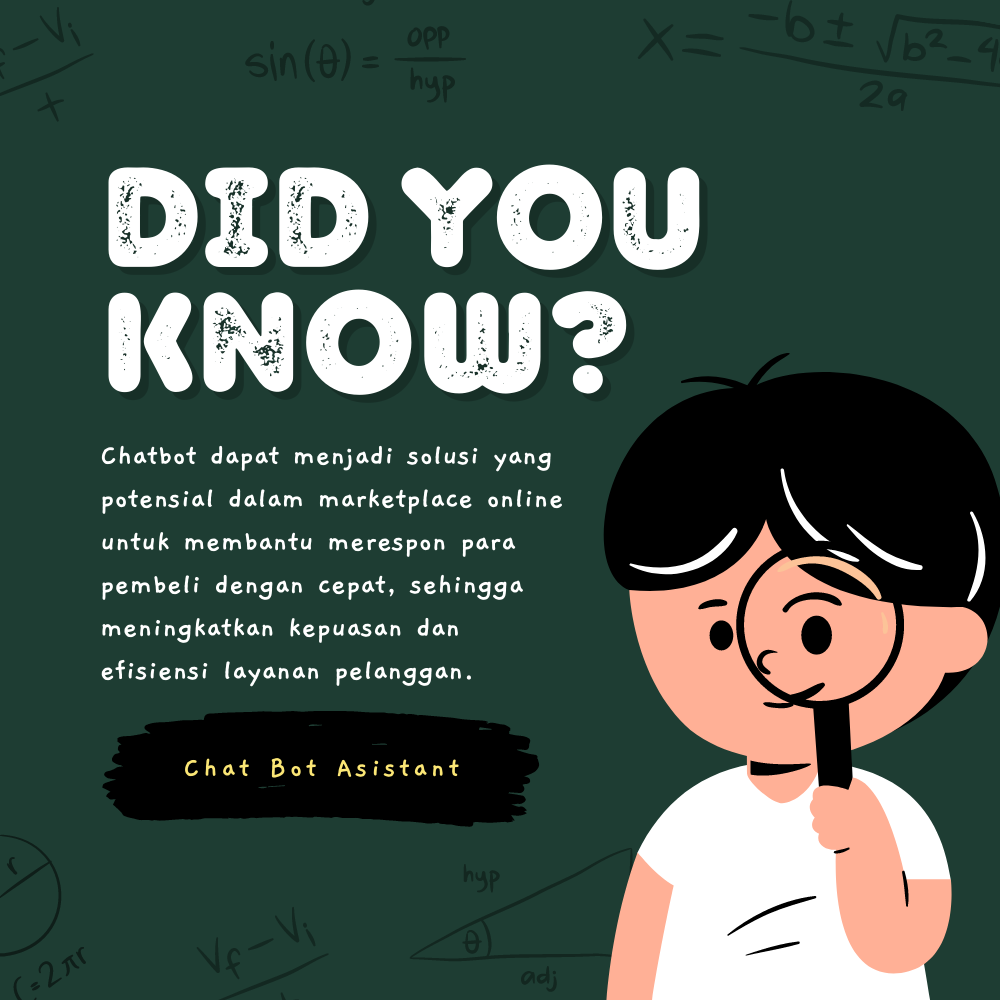 f - Vi
t
sin(θ) = opp
hyp
X = -b ± √b² - 4
2a
DID YOU
KNOW?
Chatbot dapat menjadi solusi yang
potensial dalam marketplace online
untuk membantu merespon para
pembeli dengan cepat, sehingga
meningkatkan kepuasan dan
efisiensi layanan pelanggan.
Chat Bot Asistant
r
C = 2πr
Vf - Vi
hyp
θ
adj